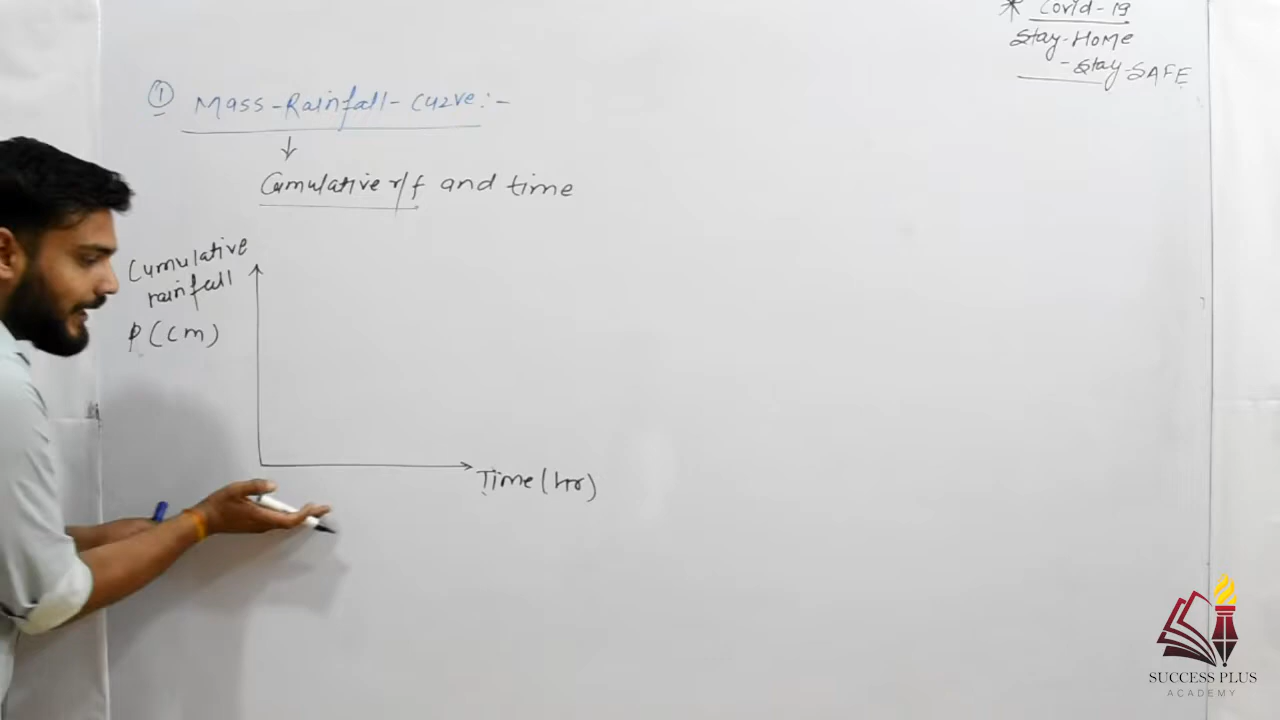 * Covid-19
Stay-Home
- Stay-SAFE
① Mass-Rainfall-Curve:-
Cumulative r/f and time
Cumulative
rainfall
P(cm)
Time (hr)
SUCCESS PLUS
ACADEMY